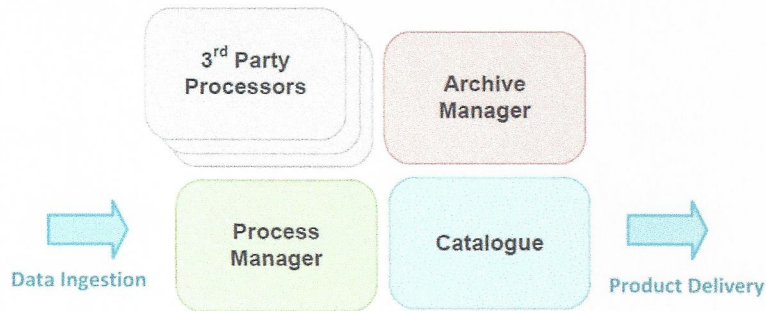 3rd Party
Processors
Archive
Manager
Process
Manager
Catalogue
Data Ingestion
Product Delivery